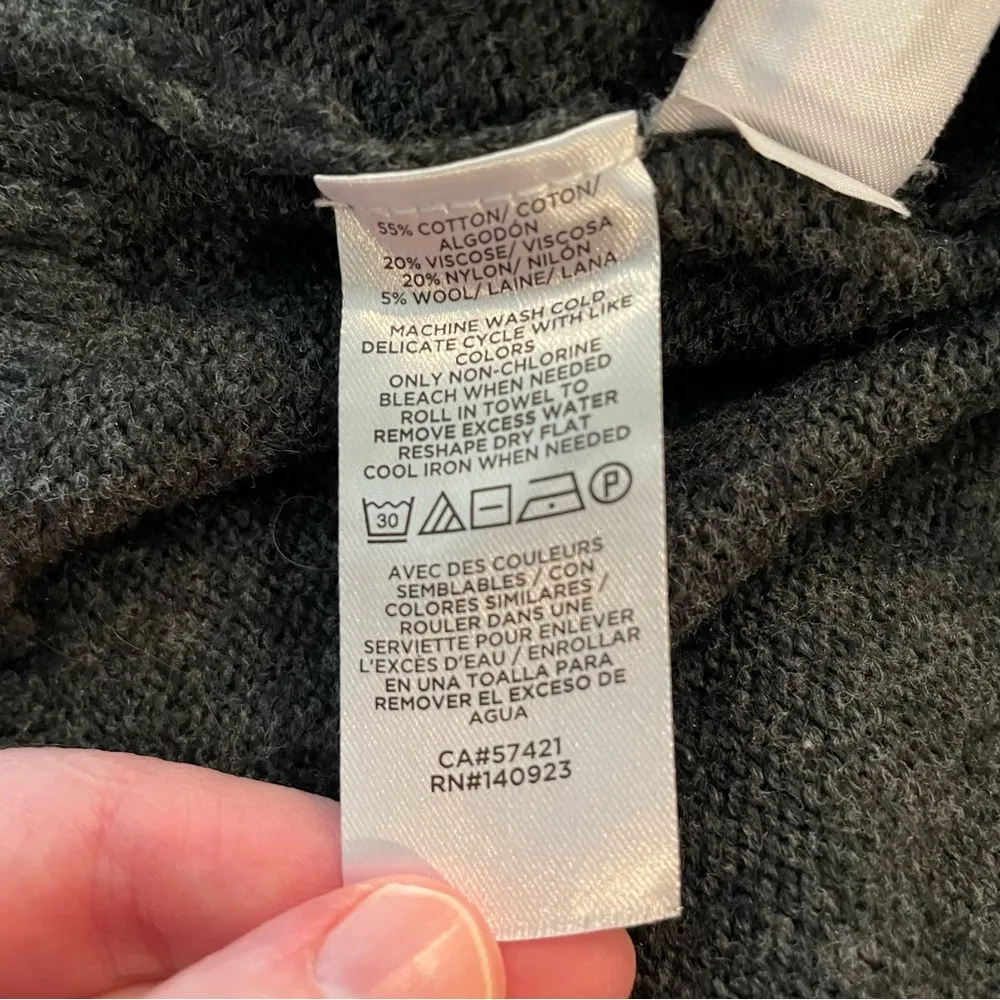 55% COTTON/ COTON/
ALGODÓN
20% VISCOSE/ VISCOSA
20% NYLON/ NILÓN
5% WOOL/ LAINE/ LANA
MACHINE WASH COLD
DELICATE CYCLE WITH LIKE
COLORS
ONLY NON-CHLORINE
BLEACH WHEN NEEDED
ROLL IN TOWEL TO
REMOVE EXCESS WATER
RESHAPE DRY FLAT
COOL IRON WHEN NEEDED
30 P
AVEC DES COULEURS
SEMBLABLES / CON
COLORES SIMILARES /
ROULER DANS UNE
SERVIETTE POUR ENLEVER
L'EXCÈS D'EAU / ENROLLAR
EN UNA TOALLA PARA
REMOVER EL EXCESO DE
AGUA
CA#57421
RN#140923